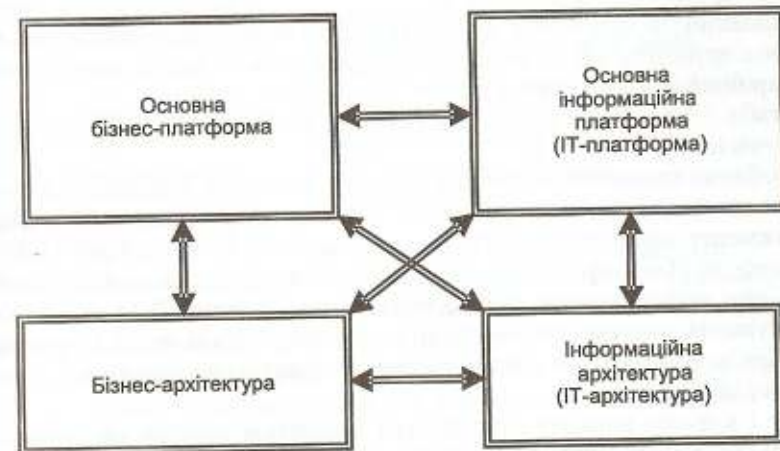 Основна
бізнес-платформа
Основна
інформаційна
платформа
(ІТ-платформа)
Бізнес-архітектура
Інформаційна
архітектура
(ІТ-архітектура)